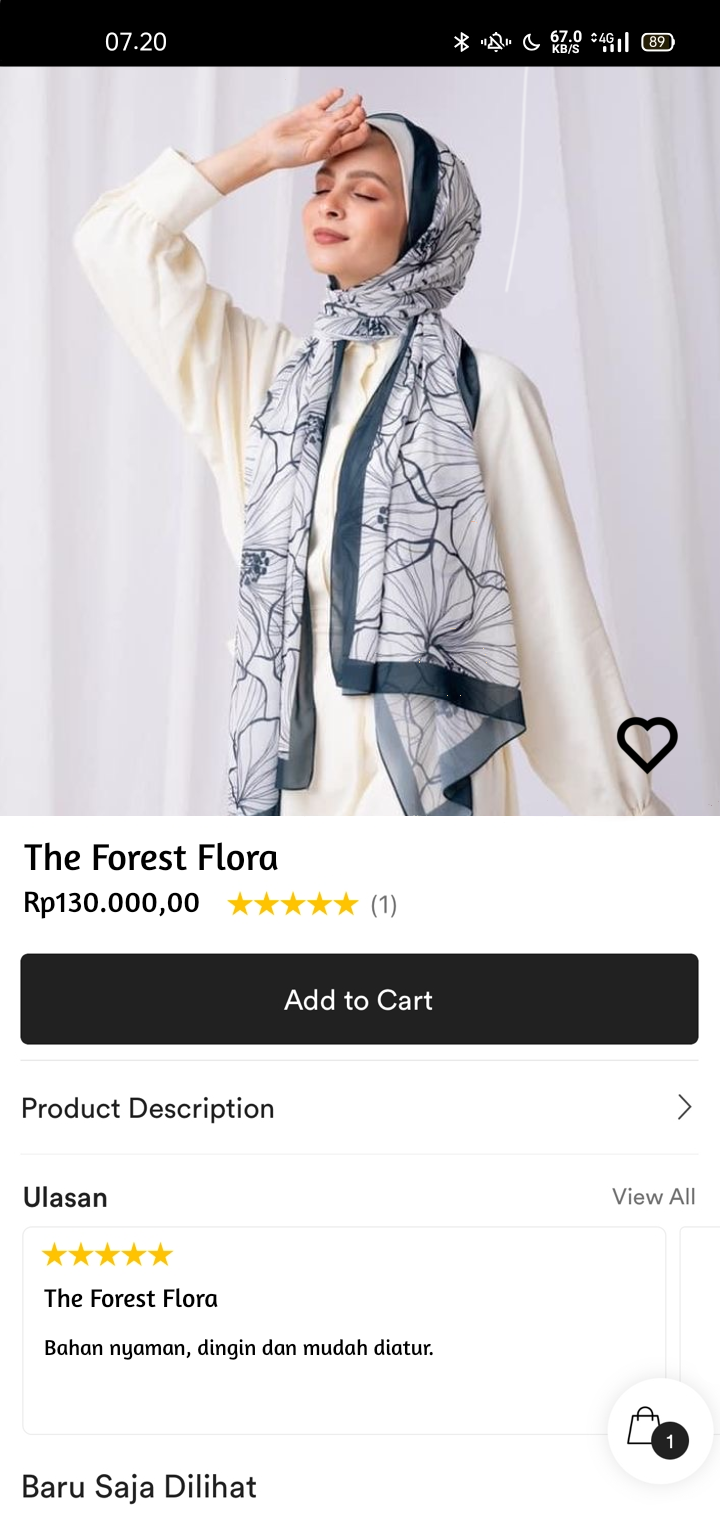 07.20
67.0
KB/S
4G
89
The Forest Flora
Rp130.000,00
(1)
Add to Cart
Product Description
Ulasan
View All
The Forest Flora
Bahan nyaman, dingin dan mudah diatur.
1
Baru Saja Dilihat